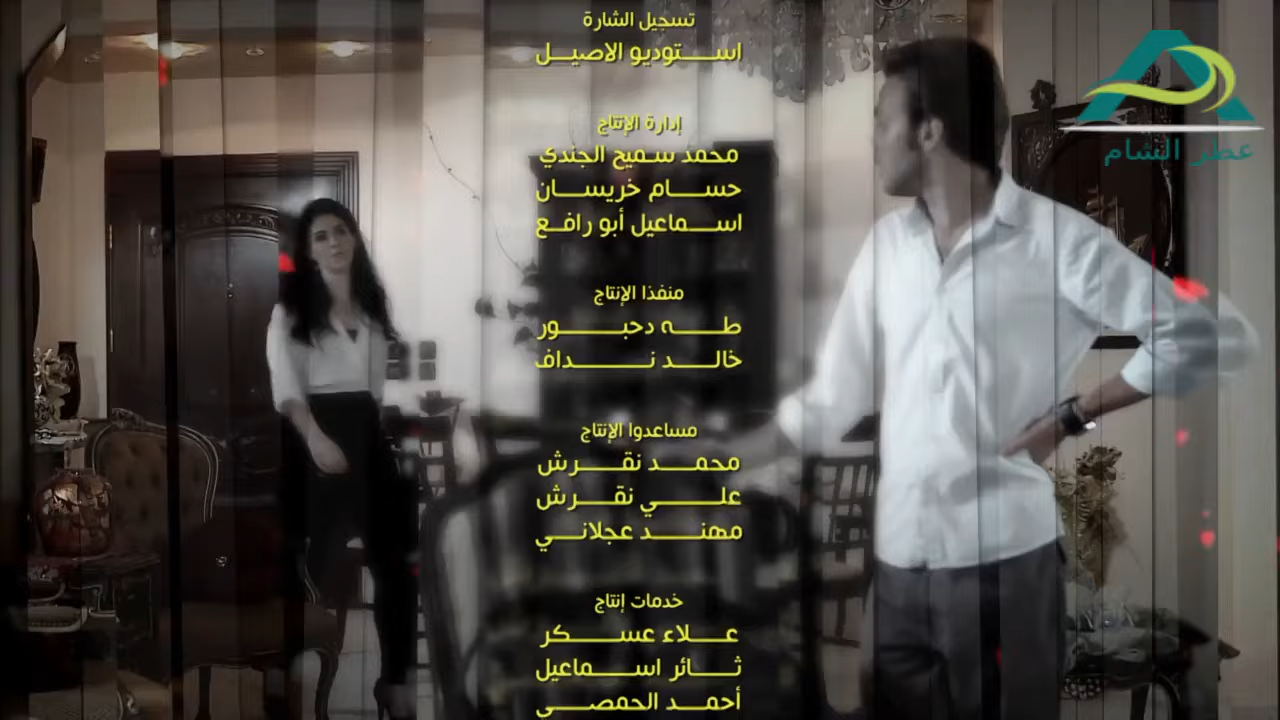 تسجيل الشارة
استوديو الاصيل
إدارة الإنتاج
محمد سميح الجندي
حسام خريسان
اسماعيل أبو رافع
منفذا الإنتاج
طه دحبور
خالد نداف
مساعدوا الإنتاج
محمد نقرش
علي نقرش
مهند عجلاني
خدمات إنتاج
علاء عسكر
ثائر اسماعيل
أحمد الحمصي
عطر الشام